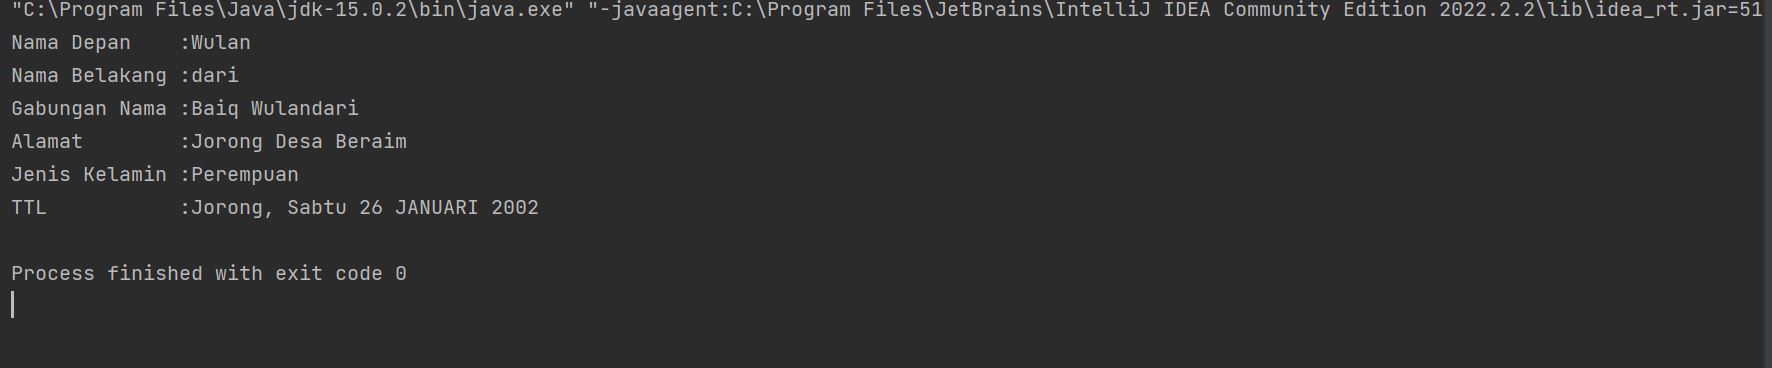 "C:\Program Files\Java\jdk-15.0.2\bin\java.exe" "-javaagent:C:\Program Files\JetBrains\IntelliJ IDEA Community Edition 2022.2.2\lib\idea_rt.jar=51
Nama Depan    :Wulan
Nama Belakang :dari
Gabungan Nama :Baiq Wulandari
Alamat        :Jorong Desa Beraim
Jenis Kelamin :Perempuan
TTL           :Jorong, Sabtu 26 JANUARI 2002
Process finished with exit code 0